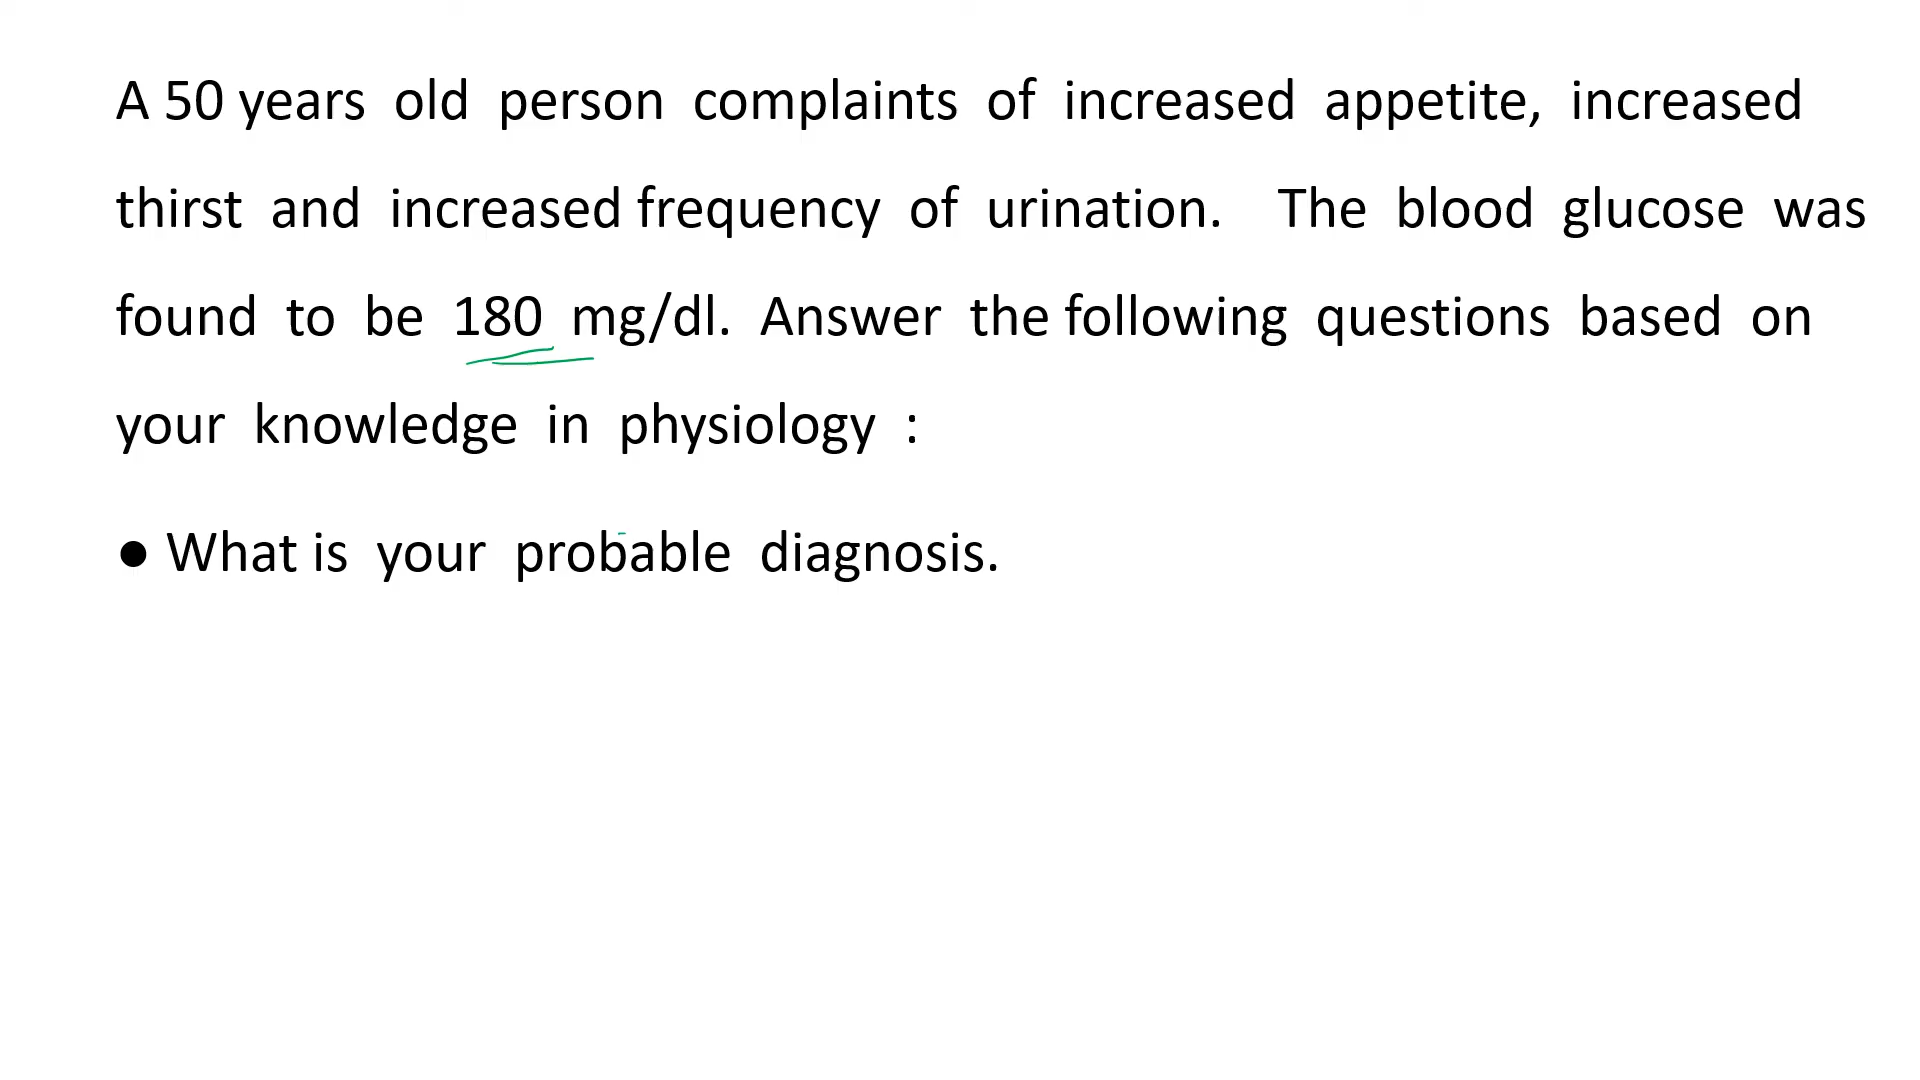 A 50 years old person complaints of increased appetite, increased
thirst and increased frequency of urination. The blood glucose was
found to be 180 mg/dl. Answer the following questions based on
your knowledge in physiology :
● What is your probable diagnosis.